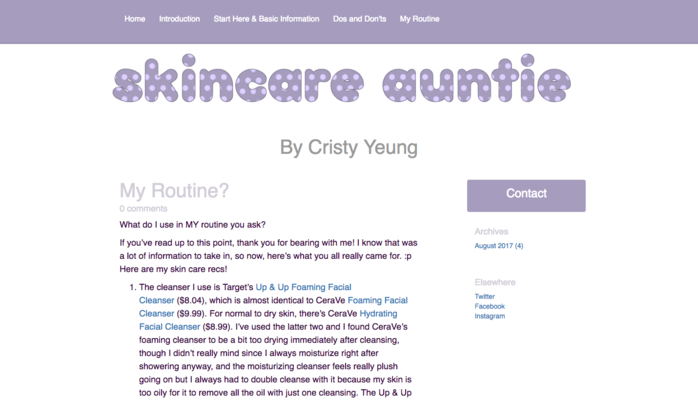 Home Introduction Start Here & Basic Information Dos and Don'ts My Routine
skincare auntie
By Cristy Yeung
My Routine?
0 comments
What do I use in MY routine you ask?
If you've read up to this point, thank you for bearing with me! I know that was
a lot of information to take in, so now, here's what you all really came for. :p
Here are my skin care recs!
1. The cleanser I use is Target's Up & Up Foaming Facial
Cleanser ($8.04), which is almost identical to CeraVe Foaming Facial
Cleanser ($9.99). For normal to dry skin, there's CeraVe Hydrating
Facial Cleanser ($8.99). I've used the latter two and I found CeraVe's
foaming cleanser to be a bit too drying immediately after cleansing,
though I didn't really mind since I always moisturize right after
showering anyway, and the moisturizing cleanser feels really plush
going on but I always had to double cleanse with it because my skin is
too oily for it to remove all the oil with just one cleansing. The Up & Up
Contact
Archives
August 2017 (4)
Elsewhere
Twitter
Facebook
Instagram